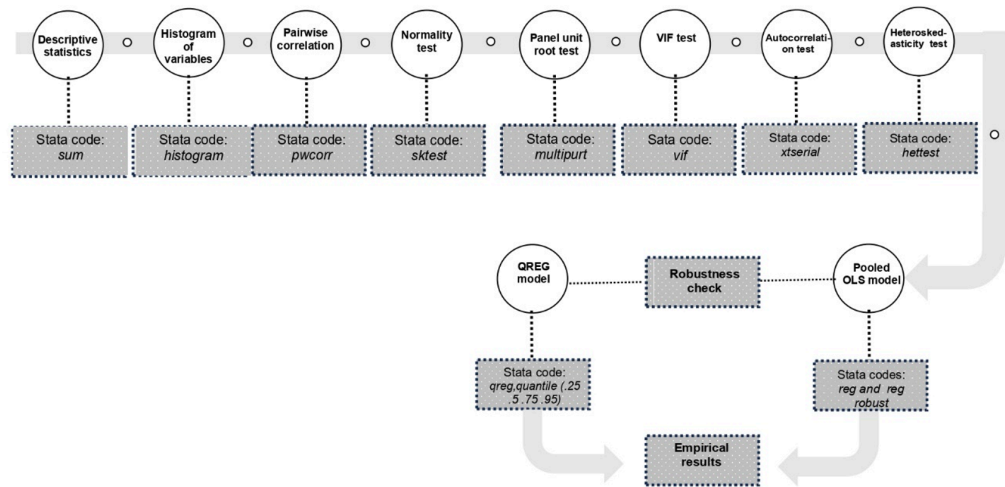 Descriptive
statistics
Histogram
of
variables
Pairwise
correlation
Normality
test
Panel unit
root test
VIF test
Autocorrelati-
on test
Heterosked-
asticity test
Stata code:
sum
Stata code:
histogram
Stata code:
pwcorr
Stata code:
sktest
Stata code:
multipurt
Sata code:
vif
Stata code:
xtserial
Stata code:
hettest
QREG
model
Robustness
check
Pooled
OLS model
Stata code:
qreg,quantile (.25
.5 .75 .95)
Stata codes:
reg and reg
robust
Empirical
results